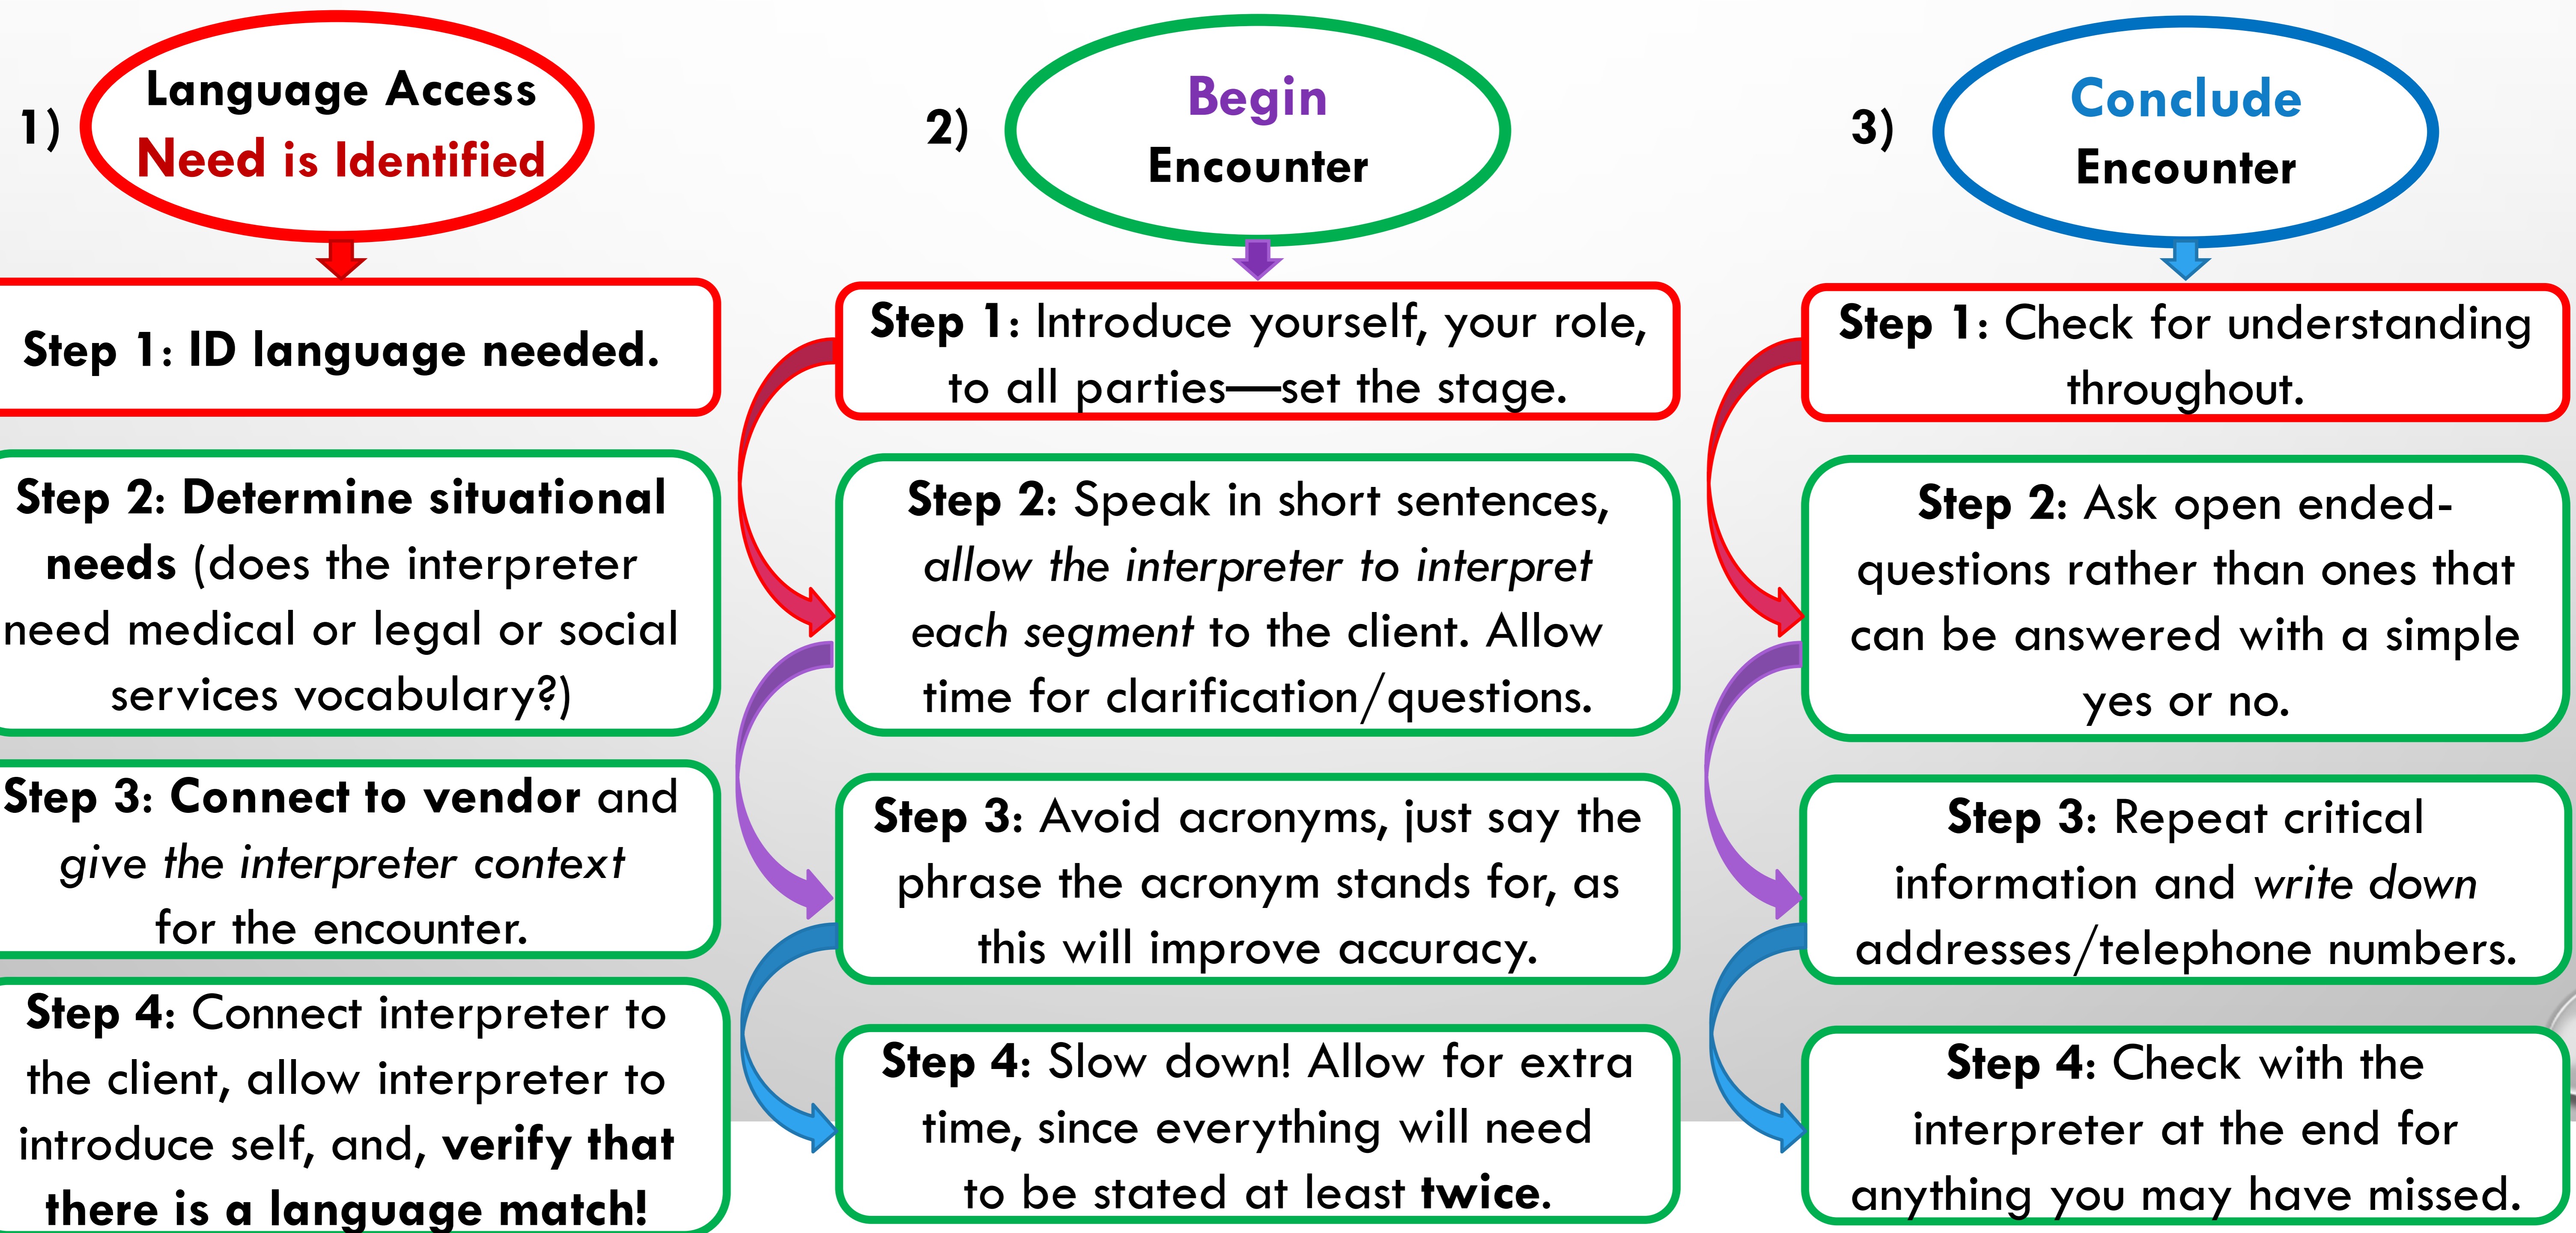 1)
Language Access
Need is Identified
Step 1: ID language needed.
Step 2: Determine situational
needs (does the interpreter
need medical or legal or social
services vocabulary?)
Step 3: Connect to vendor and
give the interpreter context
for the encounter.
Step 4: Connect interpreter to
the client, allow interpreter to
introduce self, and, verify that
there is a language match!
2)
Begin
Encounter
Step 1: Introduce yourself, your role,
to all parties—set the stage.
Step 2: Speak in short sentences,
allow the interpreter to interpret
each segment to the client. Allow
time for clarification/questions.
Step 3: Avoid acronyms, just say the
phrase the acronym stands for, as
this will improve accuracy.
Step 4: Slow down! Allow for extra
time, since everything will need
to be stated at least twice.
3)
Conclude
Encounter
Step 1: Check for understanding
throughout.
Step 2: Ask open ended-
questions rather than ones that
can be answered with a simple
yes or no.
Step 3: Repeat critical
information and write down
addresses/telephone numbers.
Step 4: Check with the
interpreter at the end for
anything you may have missed.